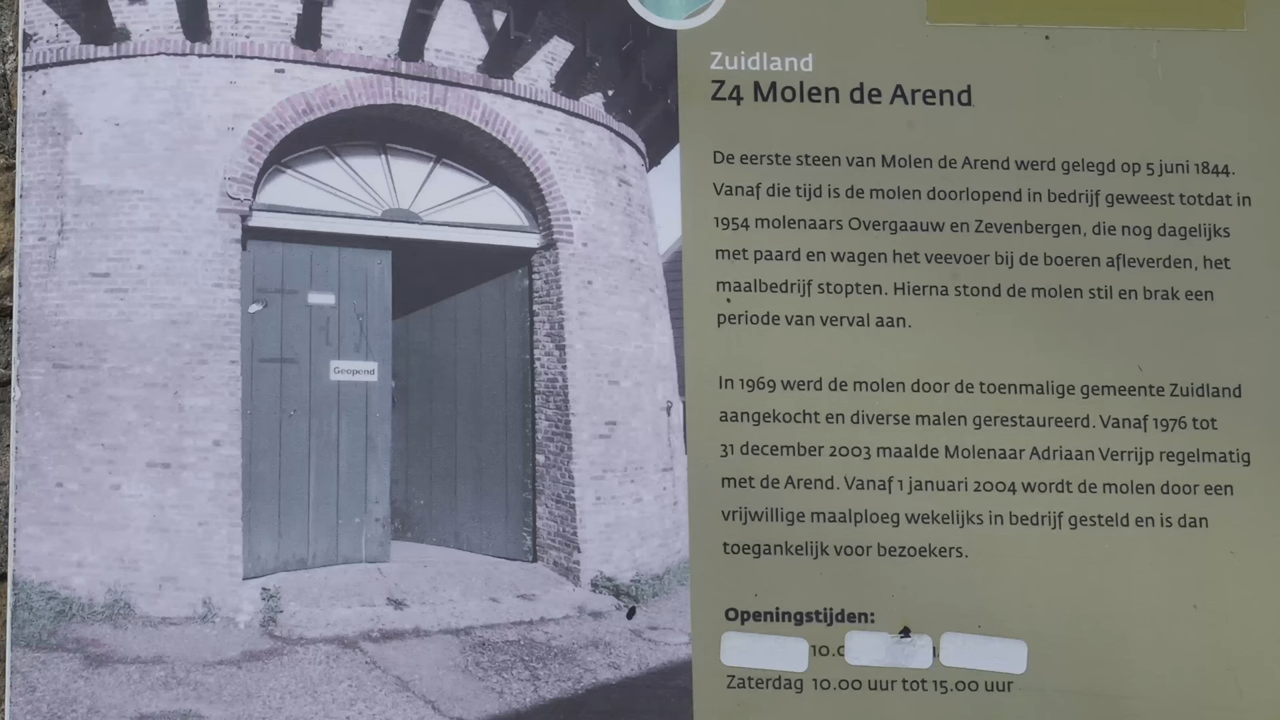 Geopend
Zuidland
Z4 Molen de Arend
De eerste steen van Molen de Arend werd gelegd op 5 juni 1844.
Vanaf die tijd is de molen doorlopend in bedrijf geweest totdat in
1954 molenaars Overgaauw en Zevenbergen, die nog dagelijks
met paard en wagen het veevoer bij de boeren afleverden, het
maalbedrijf stopten. Hierna stond de molen stil en brak een
periode van verval aan.
In 1969 werd de molen door de toenmalige gemeente Zuidland
aangekocht en diverse malen gerestaureerd. Vanaf 1976 tot
31 december 2003 maalde Molenaar Adriaan Verrijp regelmatig
met de Arend. Vanaf 1 januari 2004 wordt de molen door een
vrijwillige maalploeg wekelijks in bedrijf gesteld en is dan
toegankelijk voor bezoekers.
Openingstijden:
Zaterdag 10.00 uur tot 15.00 uur